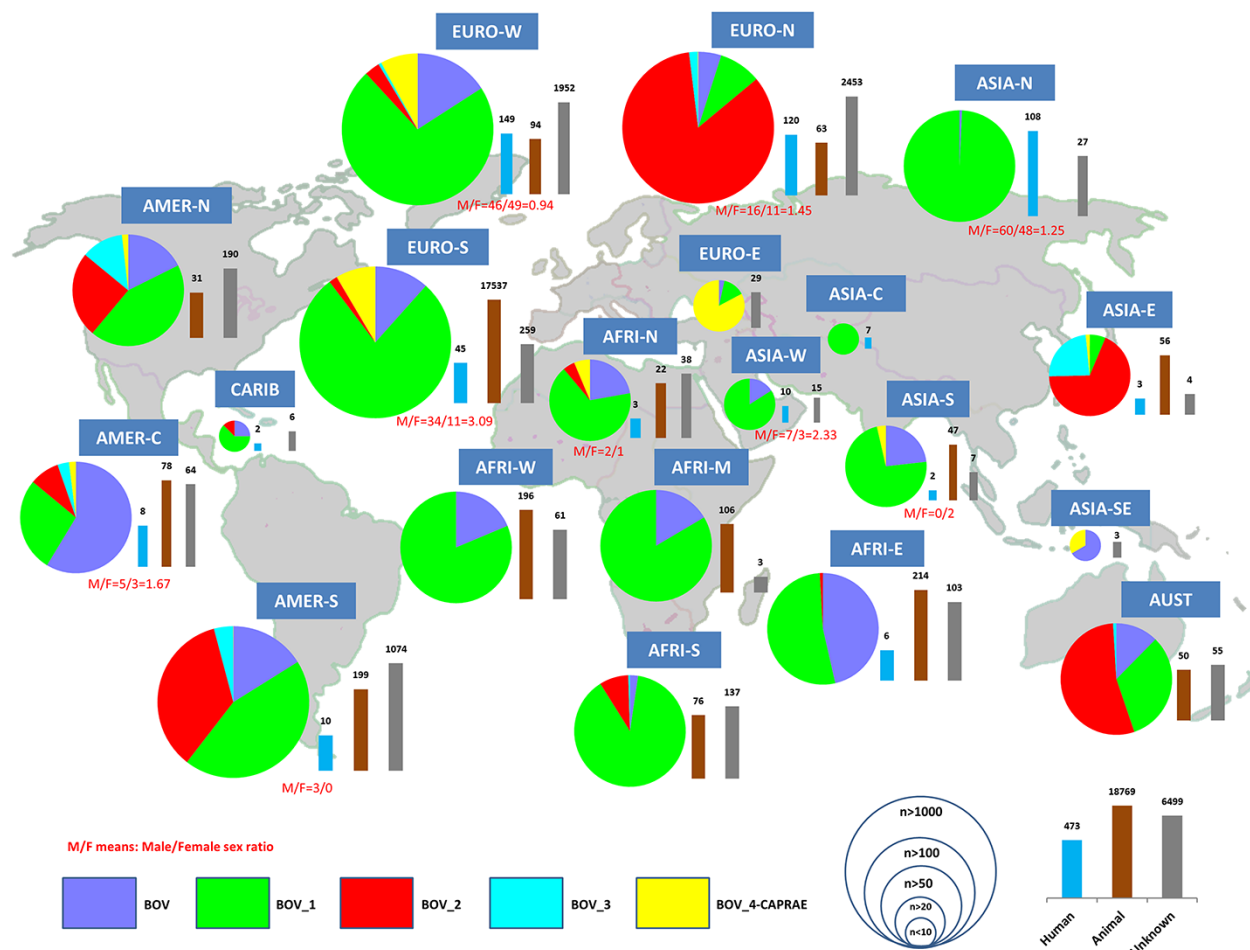 EURO-W
149
94
1952
M/F=46/49=0.94
EURO-N
120
63
2453
M/F=16/11=1.45
ASIA-N
108
27
M/F=60/48=1.25
AMER-N
31
190
EURO-S
45
17537
259
M/F=34/11=3.09
EURO-E
29
ASIA-C
7
ASIA-E
3
56
4
AFRI-N
3
22
38
M/F=2/1
ASIA-W
10
15
M/F=7/3=2.33
CARIB
2
6
ASIA-S
2
47
7
M/F=0/2
AMER-C
8
78
64
M/F=5/3=1.67
AFRI-W
196
61
AFRI-M
106
3
ASIA-SE
3
AFRI-E
6
214
103
AMER-S
10
199
1074
M/F=3/0
AFRI-S
76
137
AUST
50
55
M/F means: Male/Female sex ratio
BOV
BOV_1
BOV_2
BOV_3
BOV_4-CAPRAE
n>1000
n>100
n>50
n>20
n<10
473
18769
6499
Human
Animal
Unknown